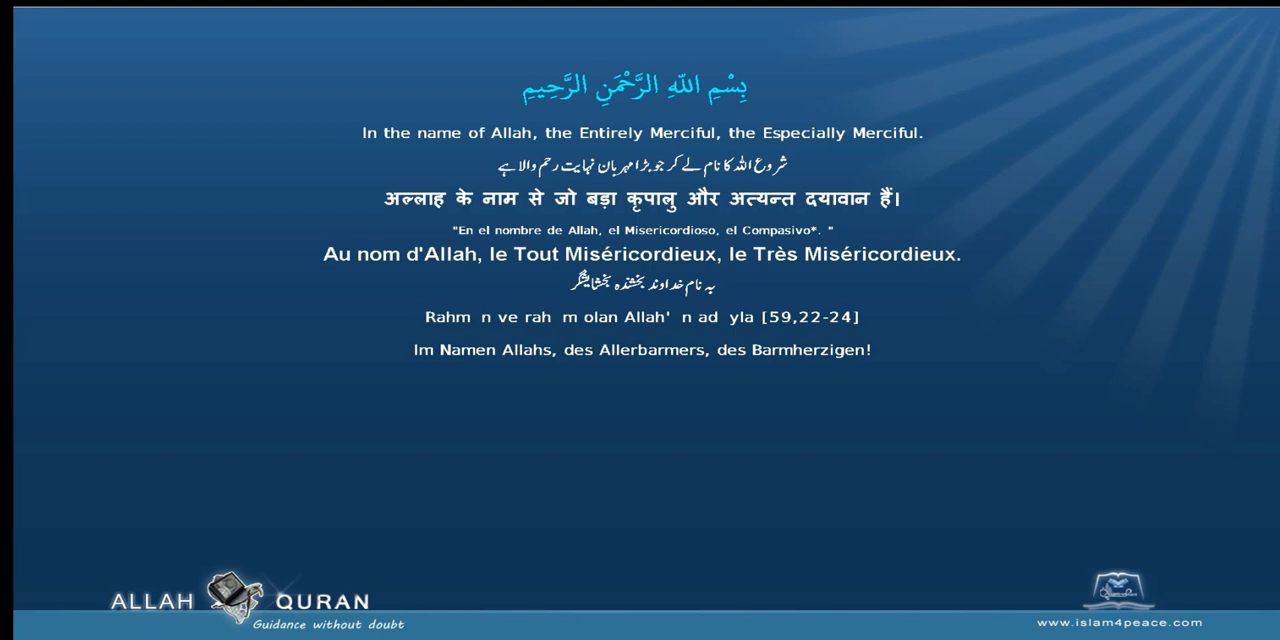 بِسْمِ اللّهِ الرَّحْمَنِ الرَّحِيمِ
In the name of Allah, the Entirely Merciful, the Especially Merciful.
شروع اللہ کا نام لے کر جو بڑا مہربان نہایت رحم والا ہے
अल्लाह के नाम से जो बड़ा कृपालु और अत्यन्त दयावान हैं।
"En el nombre de Allah, el Misericordioso, el Compasivo*. "
Au nom d'Allah, le Tout Miséricordieux, le Très Miséricordieux.
به نام خداوند بخشنده بخشایشگر
Rahm n ve rah m olan Allah' n ad yla [59,22-24]
Im Namen Allahs, des Allerbarmers, des Barmherzigen!
ALLAH QURAN
Guidance without doubt
www.islam4peace.com